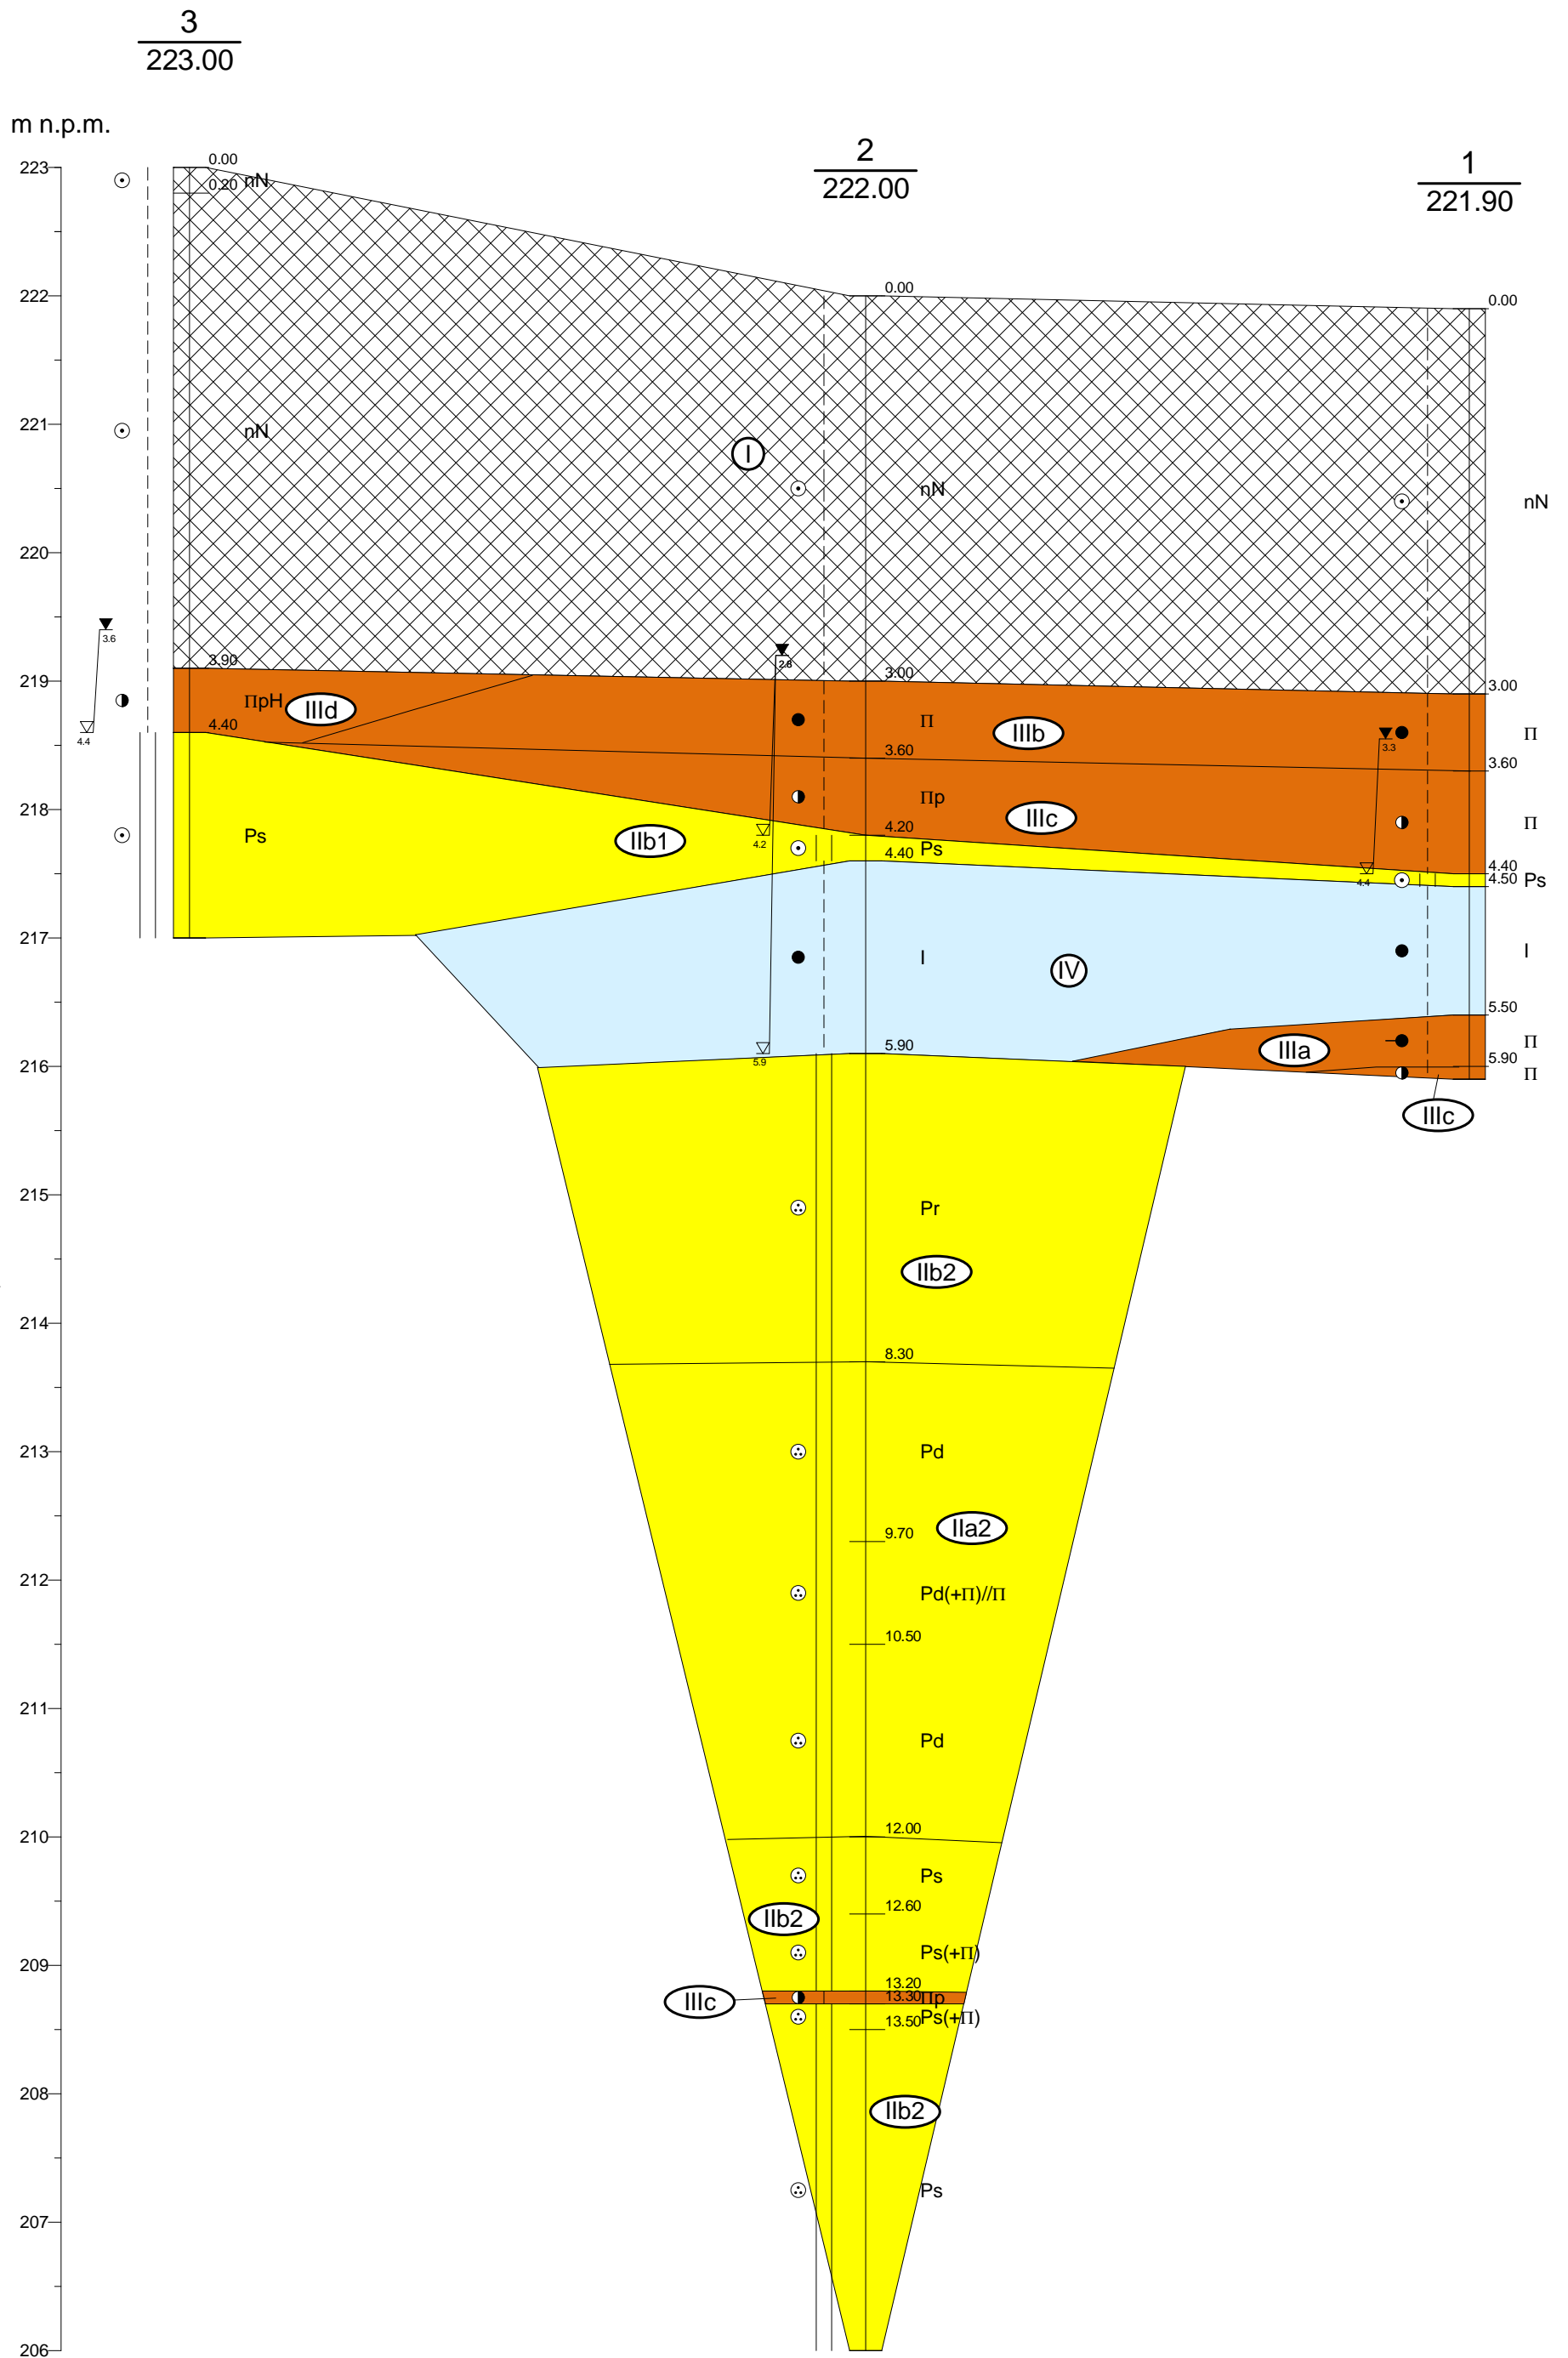 3
223.00
m n.p.m.
2
222.00
1
221.90
223
222
221
220
219
218
217
216
215
214
213
212
211
210
209
208
207
206
0.00
0.20 nN
nN
3.6
3.90
ΠpH
IIId
4.40
4.4
Ps
IIb1
I
0.00
nN
2.8
3.00
Π
IIIb
3.60
Πp
IIIc
4.20
4.2
Ps
4.40
I
IV
5.90
5.9
Pr
IIb2
8.30
Pd
IIa2
9.70
Pd(+Π)//Π
10.50
Pd
12.00
Ps
12.60
IIb2
Ps(+Π)
13.20
IIIc
13.30 Πp
13.50 Ps(+Π)
IIb2
Ps
0.00
nN
3.00
Π
3.3
3.60
Π
4.40
4.4
4.50 Ps
I
5.50
IIIa
Π
5.90
Π
IIIc